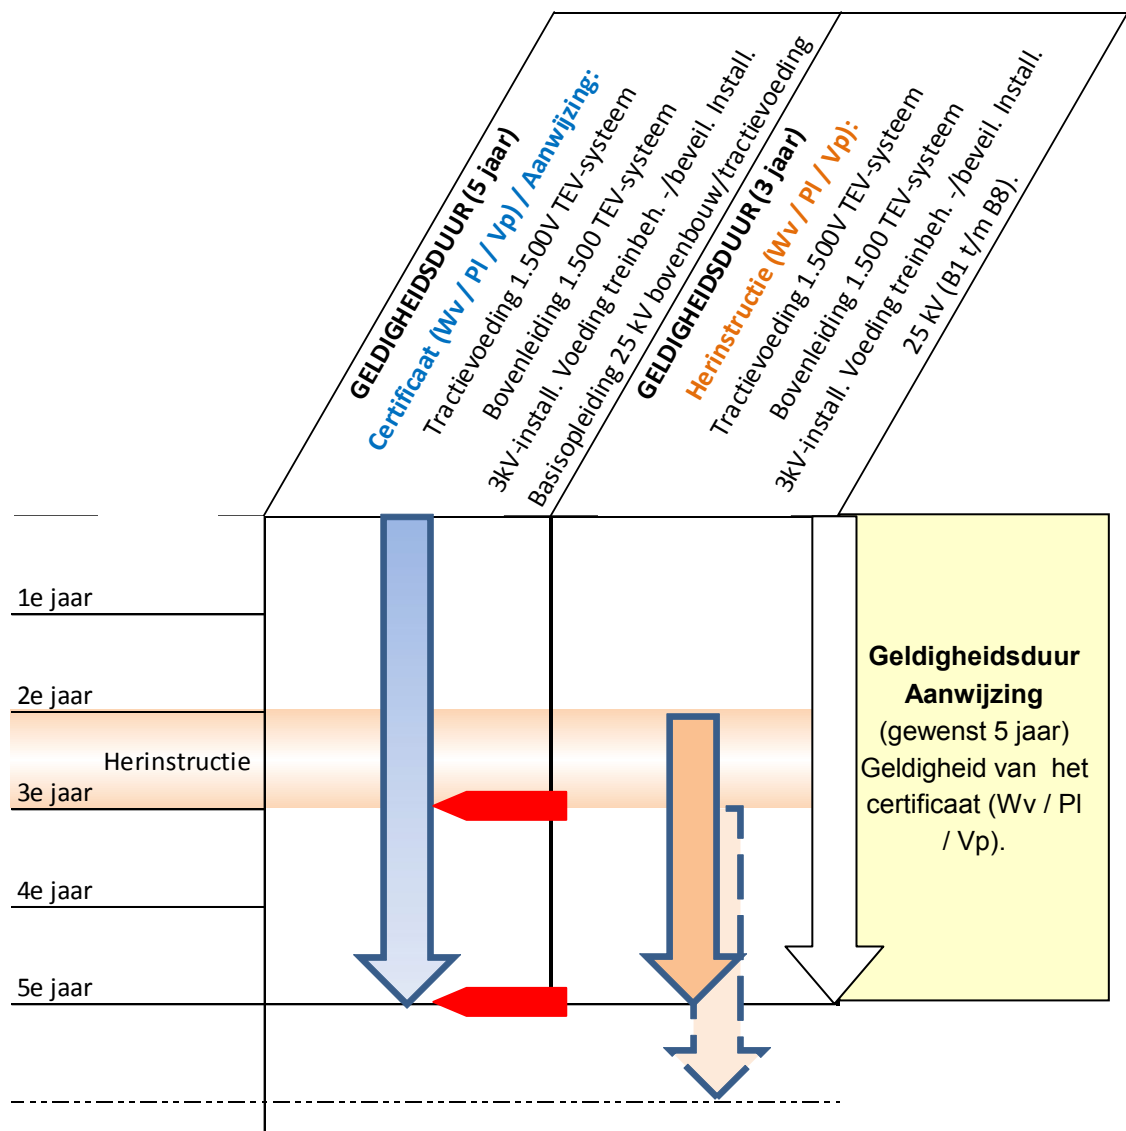 GELDIGHEIDSDUUR (5 jaar)
Certificaat (Wv / Pl / Vp) / Aanwijzing:
Tractievoeding 1.500V TEV-systeem
Bovenleiding 1.500 TEV-systeem
3kV-install. Voeding treinbeh. -/beveil. Install.
Basisopleiding 25 kV bovenbouw/tractievoeding
GELDIGHEIDSDUUR (3 jaar)
Herinstructie (Wv / Pl / Vp):
Tractievoeding 1.500V TEV-systeem
Bovenleiding 1.500 TEV-systeem
3kV-install. Voeding treinbeh. -/beveil. Install.
25 kV (B1 t/m B8).
1e jaar
2e jaar
Herinstructie
3e jaar
4e jaar
5e jaar
Geldigheidsduur
Aanwijzing
(gewenst 5 jaar)
Geldigheid van het
certificaat (Wv / Pl
/ Vp).